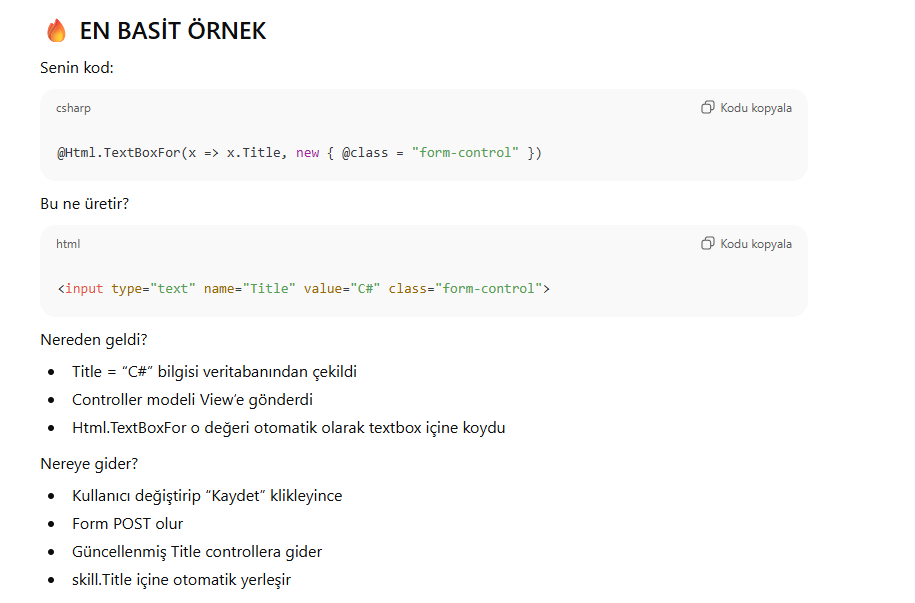 🔥 EN BASİT ÖRNEK
Senin kod:
csharp
Kodu kopyala
@Html.TextBoxFor(x => x.Title, new { @class = "form-control" })
Bu ne üretir?
html
Kodu kopyala
<input type="text" name="Title" value="C#" class="form-control">
Nereden geldi?
• Title = “C#” bilgisi veritabanından çekildi
• Controller modeli View’e gönderdi
• Html.TextBoxFor o değeri otomatik olarak textbox içine koydu
Nereye gider?
• Kullanıcı değiştirip “Kaydet” klikleyince
• Form POST olur
• Güncellenmiş Title controllera gider
• skill.Title içine otomatik yerleşir